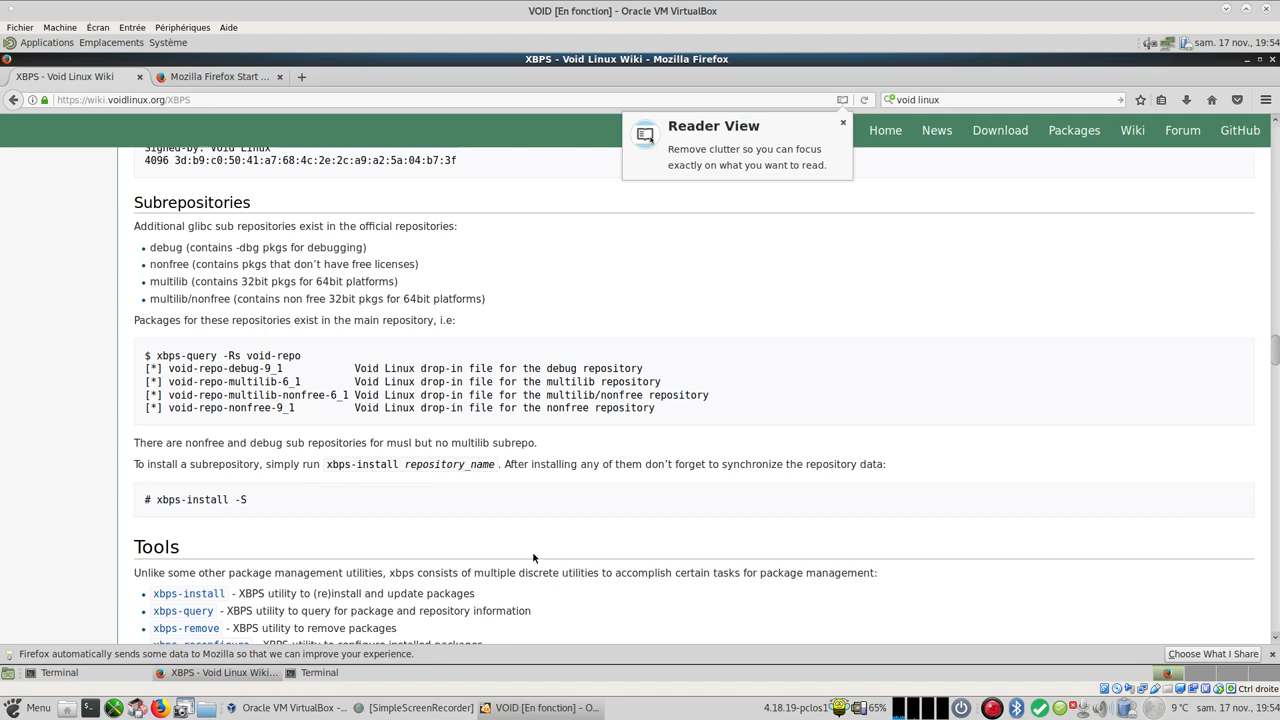 VOID [En fonction] - Oracle VM VirtualBox
Fichier Machine Écran Entrée Périphériques Aide
Applications Emplacements Système
sam. 17 nov., 19:54
XBPS - Void Linux Wiki - Mozilla Firefox
XBPS - Void Linux Wiki
Mozilla Firefox Start ...
https://wiki.voidlinux.org/XBPS
void linux
Home News Download Packages Wiki Forum GitHub
Reader View
Remove clutter so you can focus
exactly on what you want to read.
Signed-by: Void Linux
4096 3d:b9:c0:50:41:a7:68:4c:2e:2c:a9:a2:5a:04:b7:3f
Subrepositories
Additional glibc sub repositories exist in the official repositories:
• debug (contains -dbg pkgs for debugging)
• nonfree (contains pkgs that don’t have free licenses)
• multilib (contains 32bit pkgs for 64bit platforms)
• multilib/nonfree (contains non free 32bit pkgs for 64bit platforms)
Packages for these repositories exist in the main repository, i.e:
$ xbps-query -Rs void-repo
[*] void-repo-debug-9_1 Void Linux drop-in file for the debug repository
[*] void-repo-multilib-6_1 Void Linux drop-in file for the multilib repository
[*] void-repo-multilib-nonfree-6_1 Void Linux drop-in file for the multilib/nonfree repository
[*] void-repo-nonfree-9_1 Void Linux drop-in file for the nonfree repository
There are nonfree and debug sub repositories for musl but no multilib subrepo.
To install a subrepository, simply run xbps-install repository_name. After installing any of them don’t forget to synchronize the repository data:
# xbps-install -S
Tools
Unlike some other package management utilities, xbps consists of multiple discrete utilities to accomplish certain tasks for package management:
• xbps-install - XBPS utility to (re)install and update packages
• xbps-query - XBPS utility to query for package and repository information
• xbps-remove - XBPS utility to remove packages
xbps-reconfigure - XBPS utility to configure installed packages
Firefox automatically sends some data to Mozilla so that we can improve your experience.
Choose What I Share
Terminal
XBPS - Void Linux Wiki...
Terminal
Ctrl droite
Menu
Oracle VM VirtualBox -...
[SimpleScreenRecorder]
VOID [En fonction] - O...
4.18.19-pclos1
65%
9 °C
sam. 17 nov., 19:54